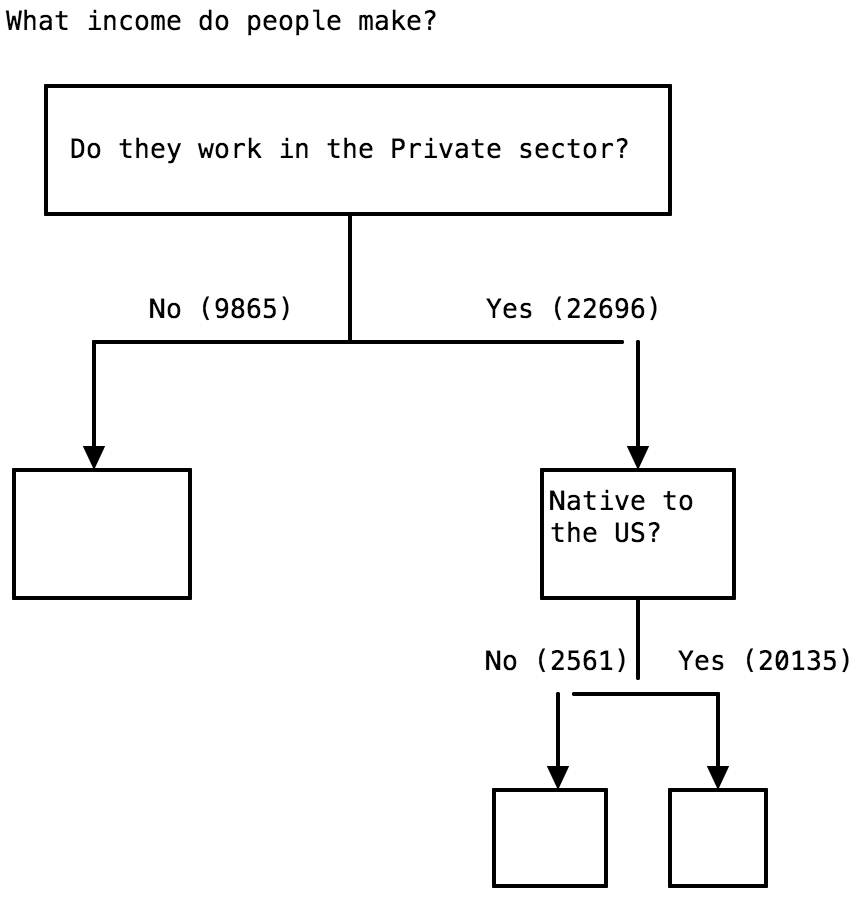 What income do people make?
Do they work in the Private sector?
No (9865)
Yes (22696)
Native to
the US?
No (2561)
Yes (20135)